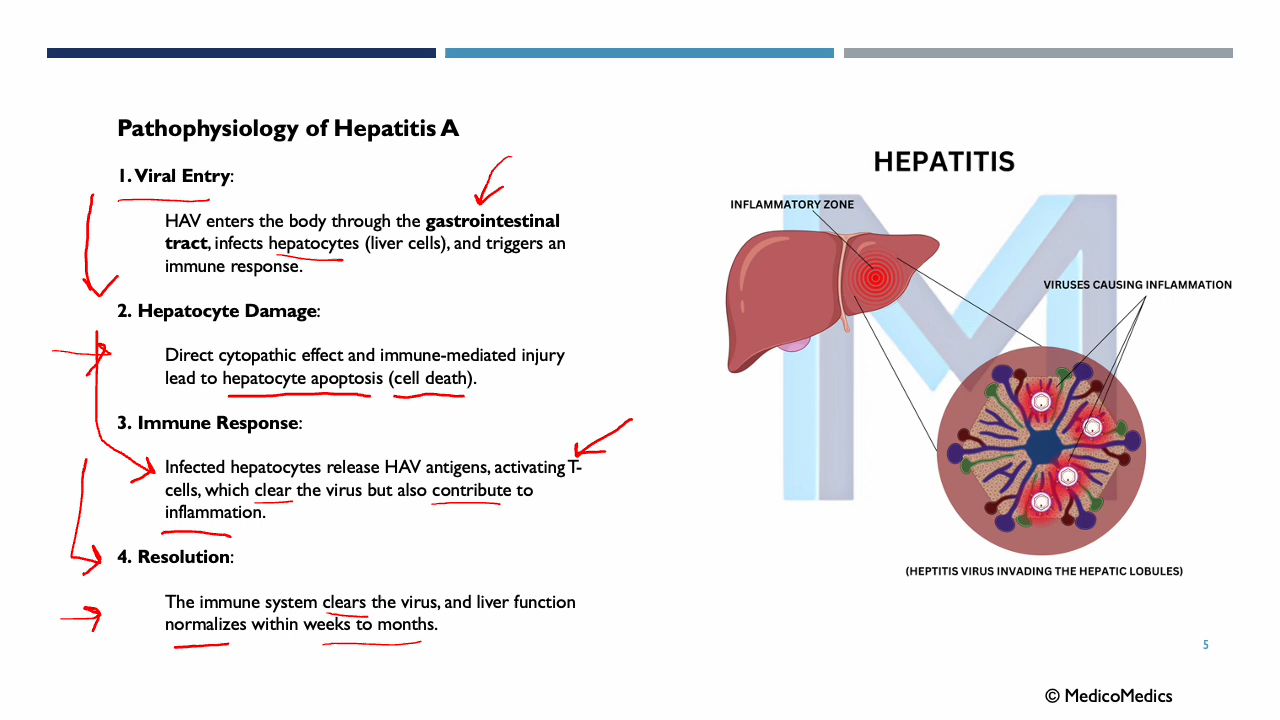 Pathophysiology of Hepatitis A
1. Viral Entry:
HAV enters the body through the gastrointestinal
tract, infects hepatocytes (liver cells), and triggers an
immune response.
2. Hepatocyte Damage:
Direct cytopathic effect and immune-mediated injury
lead to hepatocyte apoptosis (cell death).
3. Immune Response:
Infected hepatocytes release HAV antigens, activating T-
cells, which clear the virus but also contribute to
inflammation.
4. Resolution:
The immune system clears the virus, and liver function
normalizes within weeks to months.
HEPATITIS
INFLAMMATORY ZONE
VIRUSES CAUSING INFLAMMATION
(HEPTITIS VIRUS INVADING THE HEPATIC LOBULES)
5
© MedicoMedics